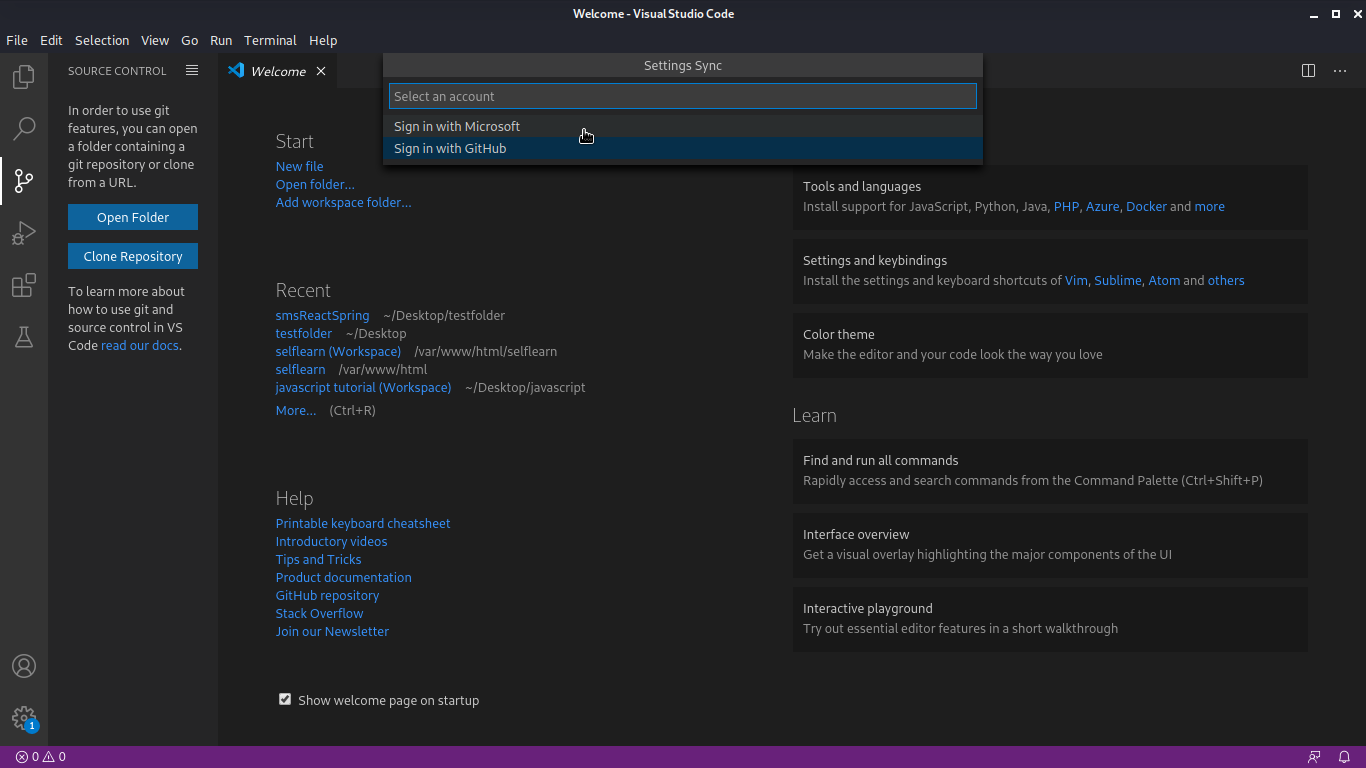 Welcome - Visual Studio Code
File Edit Selection View Go Run Terminal Help
SOURCE CONTROL
In order to use git
features, you can open
a folder containing a
git repository or clone
from a URL.
Open Folder
Clone Repository
To learn more about
how to use git and
source control in VS
Code read our docs.
Welcome
Settings Sync
Select an account
Sign in with Microsoft
Sign in with GitHub
Start
New file
Open folder...
Add workspace folder...
Recent
smsReactSpring ~/Desktop/testfolder
testfolder ~/Desktop
selflearn (Workspace) /var/www/html/selflearn
selflearn /var/www/html
javascript tutorial (Workspace) ~/Desktop/javascript
More... (Ctrl+R)
Help
Printable keyboard cheatsheet
Introductory videos
Tips and Tricks
Product documentation
GitHub repository
Stack Overflow
Join our Newsletter
Show welcome page on startup
Tools and languages
Install support for JavaScript, Python, Java, PHP, Azure, Docker and more
Settings and keybindings
Install the settings and keyboard shortcuts of Vim, Sublime, Atom and others
Color theme
Make the editor and your code look the way you love
Learn
Find and run all commands
Rapidly access and search commands from the Command Palette (Ctrl+Shift+P)
Interface overview
Get a visual overlay highlighting the major components of the UI
Interactive playground
Try out essential editor features in a short walkthrough
1
0 0